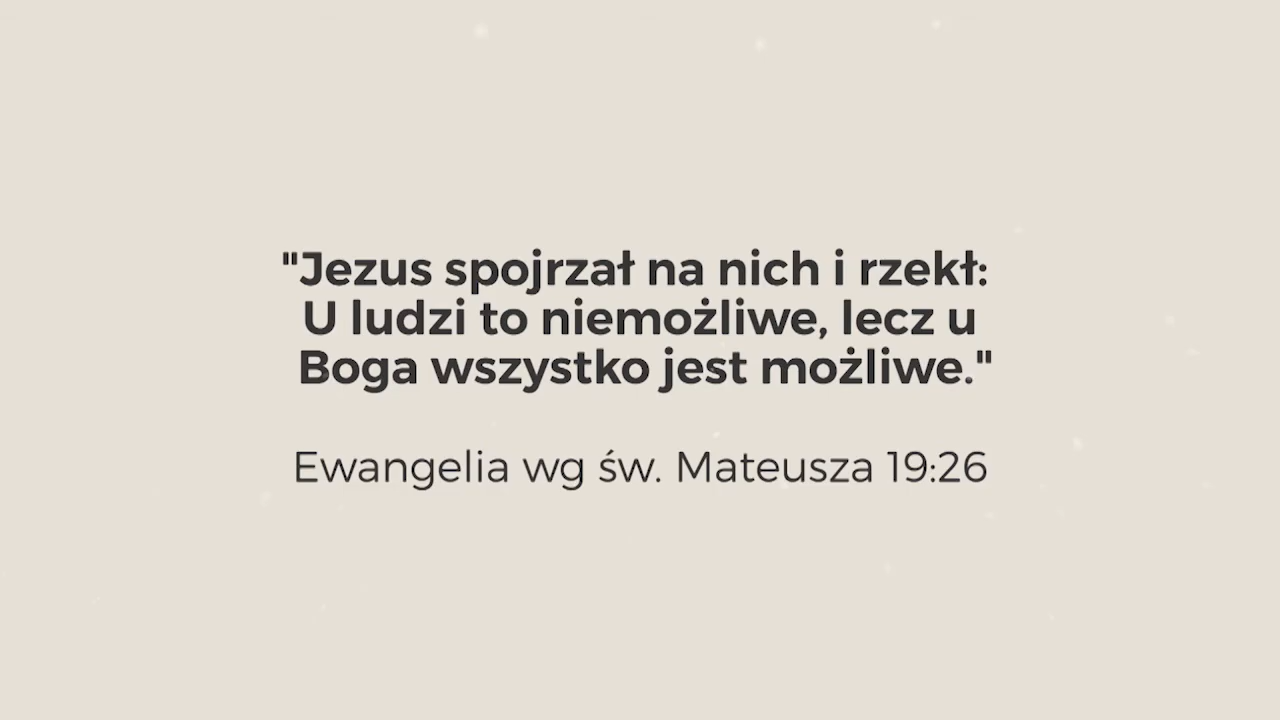 "Jezus spojrzał na nich i rzekł:
U ludzi to niemożliwe, lecz u
Boga wszystko jest możliwe."
Ewangelia wg św. Mateusza 19:26